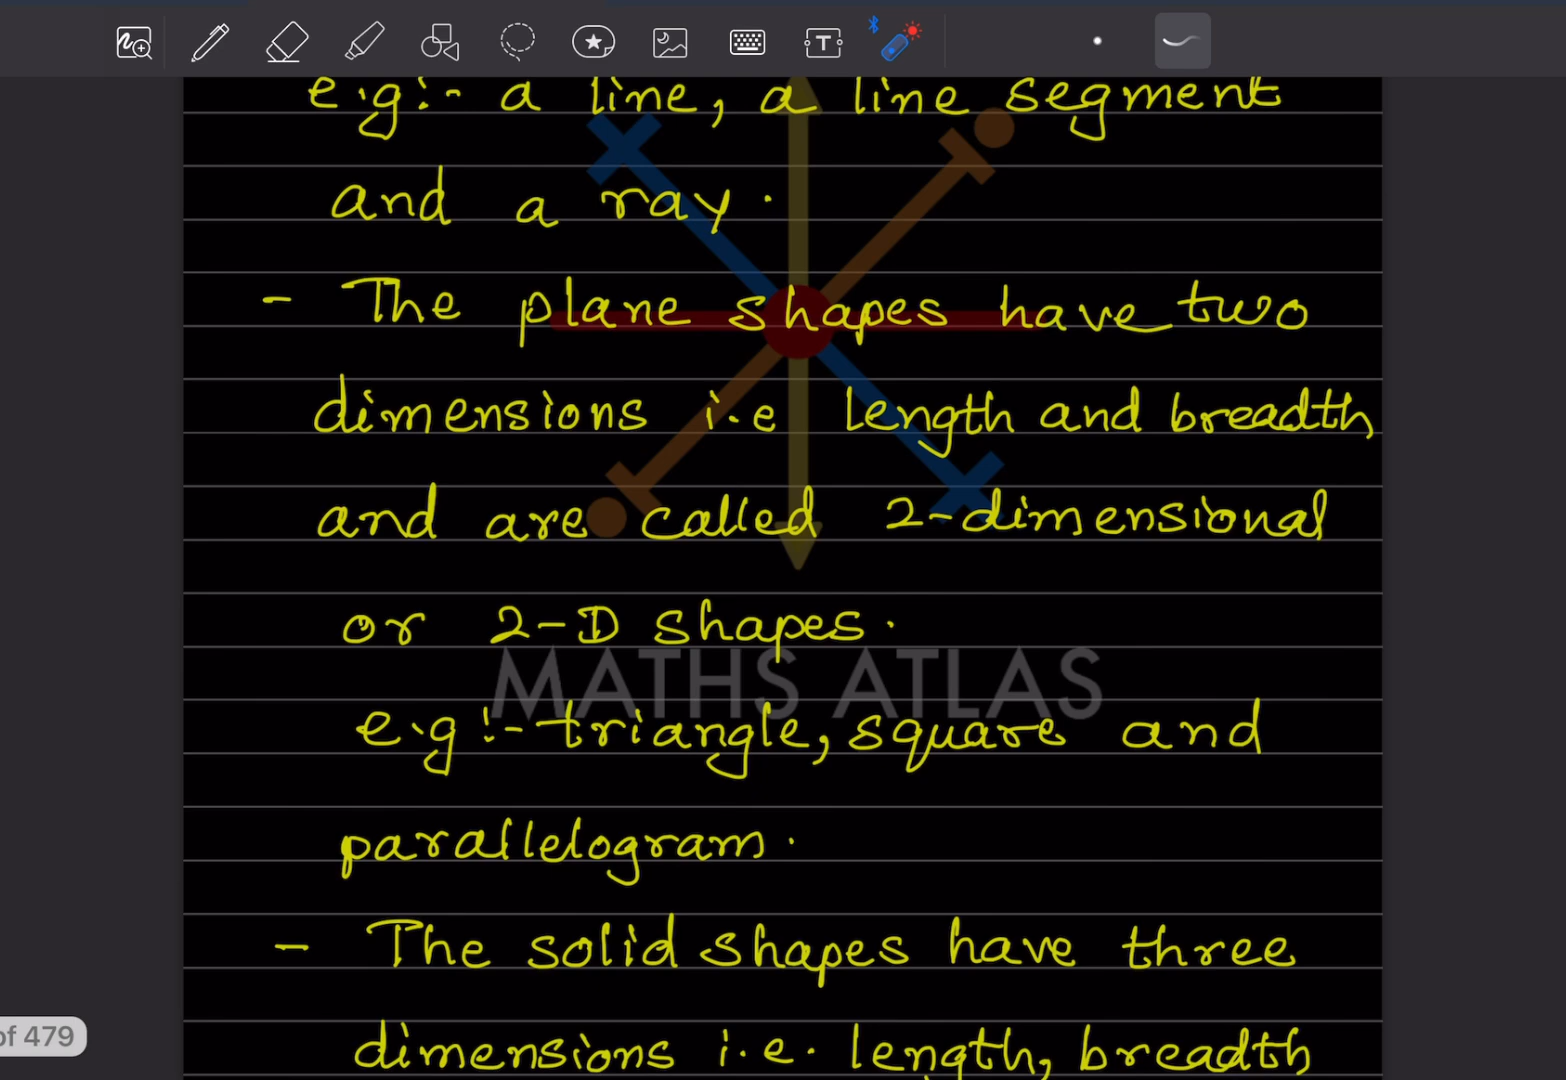 e.g:- a line, a line segment
and a ray.
- The plane shapes have two
dimensions i.e length and breadth
and are called 2-dimensional
or 2-D shapes.
MATHS ATLAS
e.g:- triangle, square and
parallelogram.
- The solid shapes have three
dimensions i.e. length, breadth
of 479